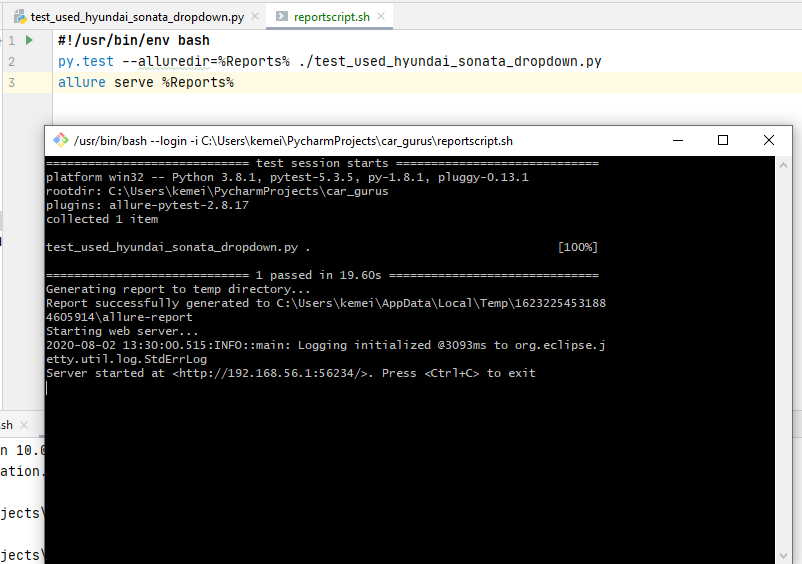 test_used_hyundai_sonata_dropdown.py
reportscript.sh
1
#!/usr/bin/env bash
2
py.test --alluredir=%Reports% ./test_used_hyundai_sonata_dropdown.py
3
allure serve %Reports%
/usr/bin/bash --login -i C:\Users\kemei\PycharmProjects\car_gurus\reportscript.sh
============================= test session starts =============================
platform win32 -- Python 3.8.1, pytest-5.3.5, py-1.8.1, pluggy-0.13.1
rootdir: C:\Users\kemei\PycharmProjects\car_gurus
plugins: allure-pytest-2.8.17
collected 1 item
test_used_hyundai_sonata_dropdown.py . [100%]
============================= 1 passed in 19.60s ==============================
Generating report to temp directory...
Report successfully generated to C:\Users\kemei\AppData\Local\Temp\1623225453188
4605914\allure-report
Starting web server...
2020-08-02 13:30:00.515:INFO::main: Logging initialized @3093ms to org.eclipse.j
etty.util.log.StdErrLog
Server started at <http://192.168.56.1:56234/>. Press <Ctrl+C> to exit
sh
n 10.0
ation.
jects\
jects\